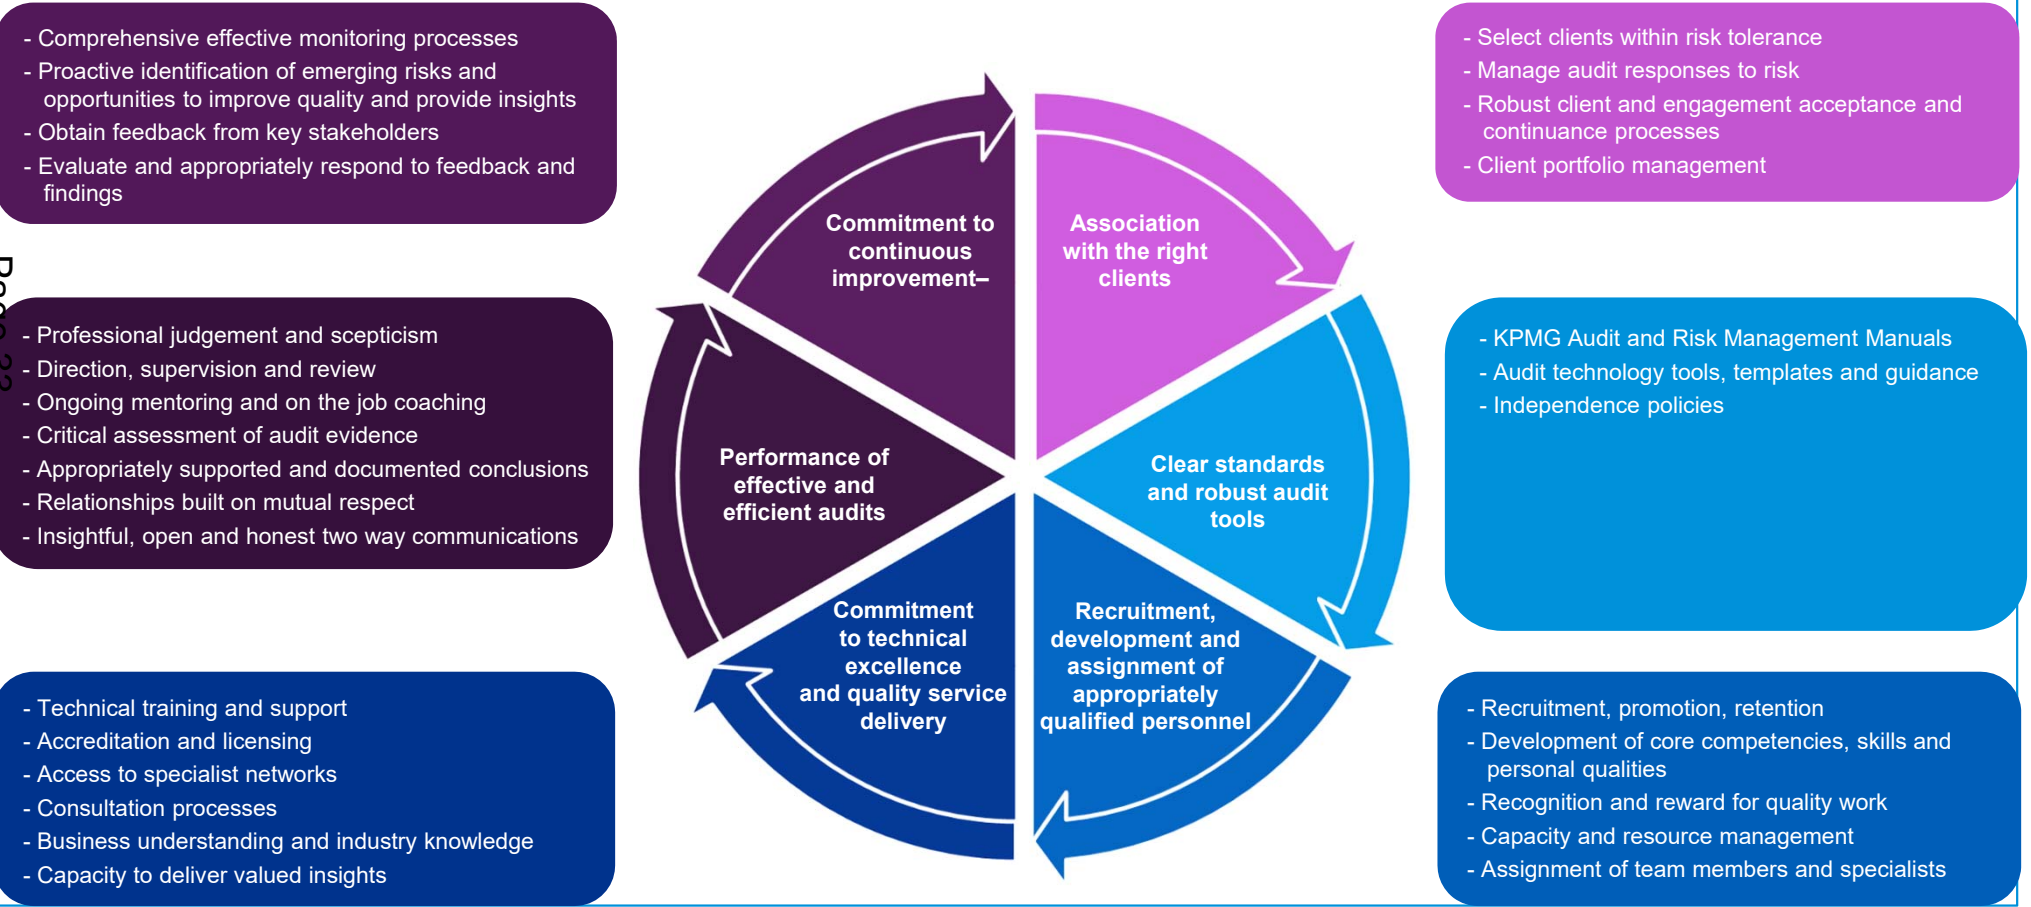 - Comprehensive effective monitoring processes
- Proactive identification of emerging risks and
opportunities to improve quality and provide insights
- Obtain feedback from key stakeholders
- Evaluate and appropriately respond to feedback and
findings
- Select clients within risk tolerance
- Manage audit responses to risk
- Robust client and engagement acceptance and
continuance processes
- Client portfolio management
Commitment to
continuous
improvement–
Association
with the right
clients
- Professional judgement and scepticism
- Direction, supervision and review
- Ongoing mentoring and on the job coaching
- Critical assessment of audit evidence
- Appropriately supported and documented conclusions
- Relationships built on mutual respect
- Insightful, open and honest two way communications
Performance of
effective and
efficient audits
Clear standards
and robust audit
tools
- KPMG Audit and Risk Management Manuals
- Audit technology tools, templates and guidance
- Independence policies
Commitment
to technical
excellence
and quality service
delivery
Recruitment,
development and
assignment of
appropriately
qualified personnel
- Technical training and support
- Accreditation and licensing
- Access to specialist networks
- Consultation processes
- Business understanding and industry knowledge
- Capacity to deliver valued insights
- Recruitment, promotion, retention
- Development of core competencies, skills and
personal qualities
- Recognition and reward for quality work
- Capacity and resource management
- Assignment of team members and specialists